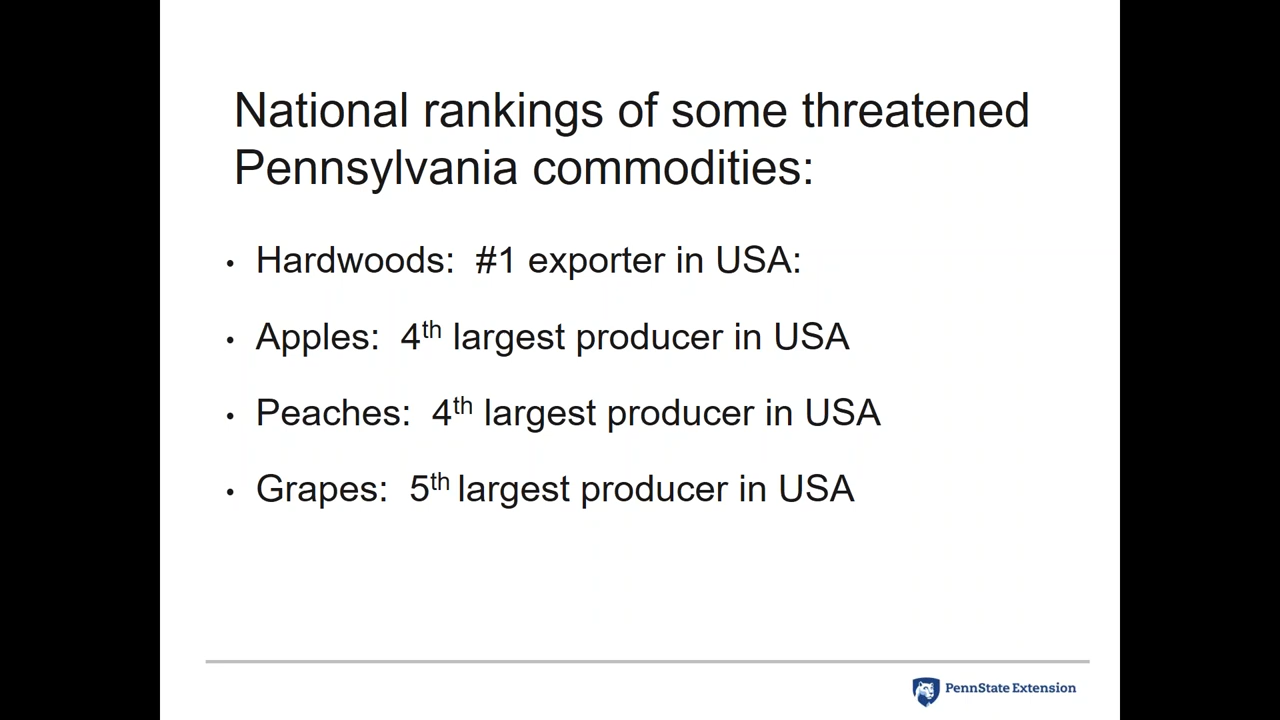 National rankings of some threatened
Pennsylvania commodities:
• Hardwoods: #1 exporter in USA:
• Apples: 4th largest producer in USA
• Peaches: 4th largest producer in USA
• Grapes: 5th largest producer in USA
PennState Extension